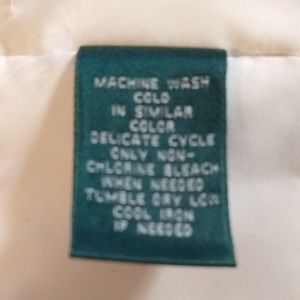 MACHINE WASH
COLD
IN SIMILAR
COLOR
DELICATE CYCLE
ONLY NON-
CHLORINE BLEACH
WHEN NEEDED
TUMBLE DRY LOW
COOL IRON
IF NEEDED